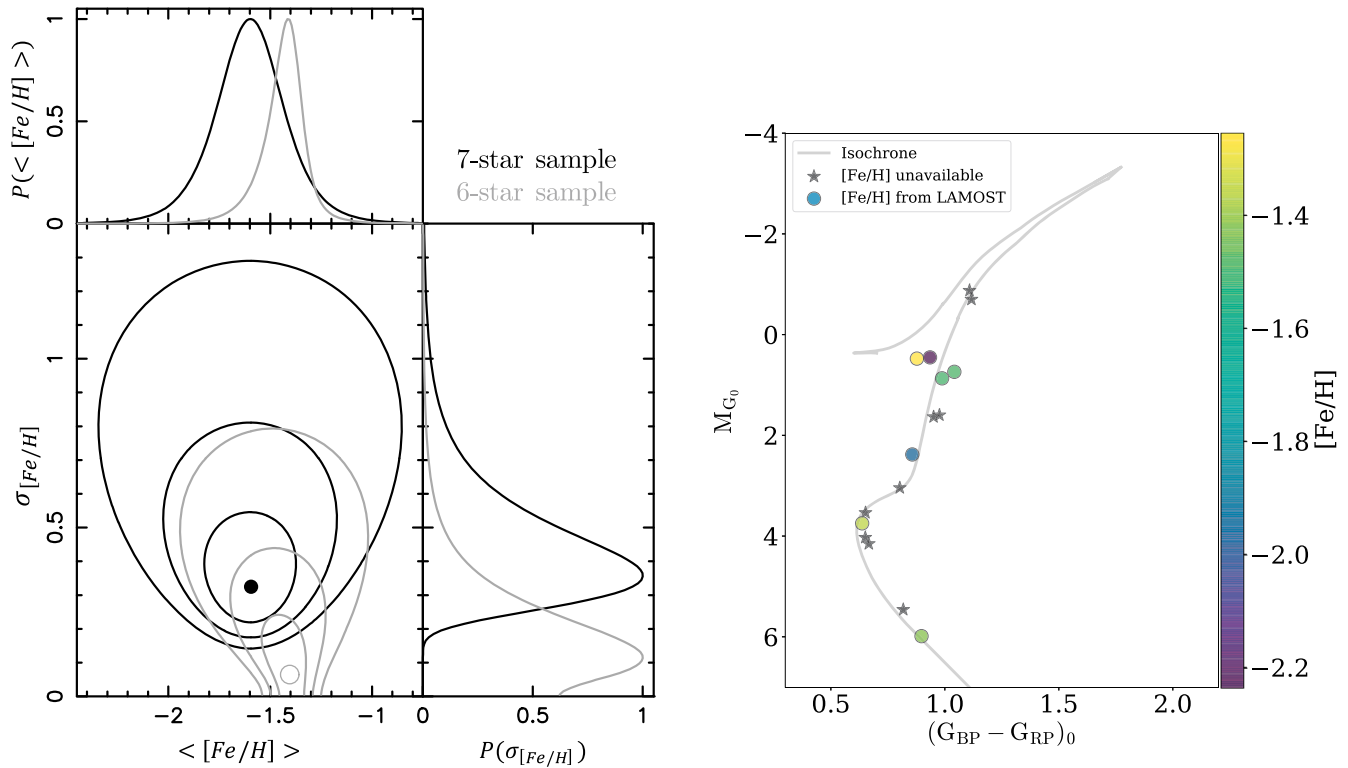 P(< [Fe/H] >)
1
0.5
0
7-star sample
6-star sample
σ[Fe/H]
1
0.5
0
−2
−1.5
−1
0
0.5
1
< [Fe/H] >
P(σ[Fe/H])
Isochrone
[Fe/H] unavailable
[Fe/H] from LAMOST
−4
−2
0
2
4
6
M_G₀
0.5
1.0
1.5
2.0
(G_BP − G_RP)₀
−1.4
−1.6
−1.8
−2.0
−2.2
[Fe/H]